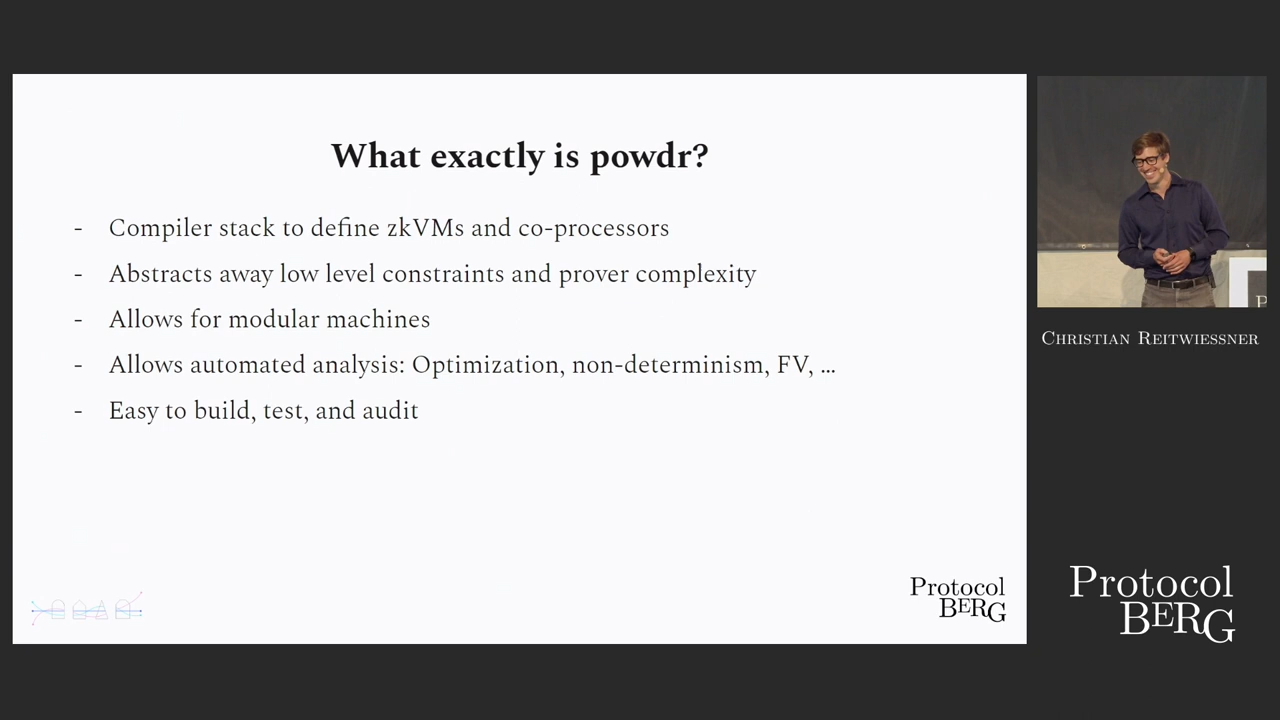 What exactly is powdr?
- Compiler stack to define zkVMs and co-processors
- Abstracts away low level constraints and prover complexity
- Allows for modular machines
- Allows automated analysis: Optimization, non-determinism, FV, ...
- Easy to build, test, and audit
Protocol
BERG
P
CHRISTIAN REITWIESSNER
Protocol
BERG